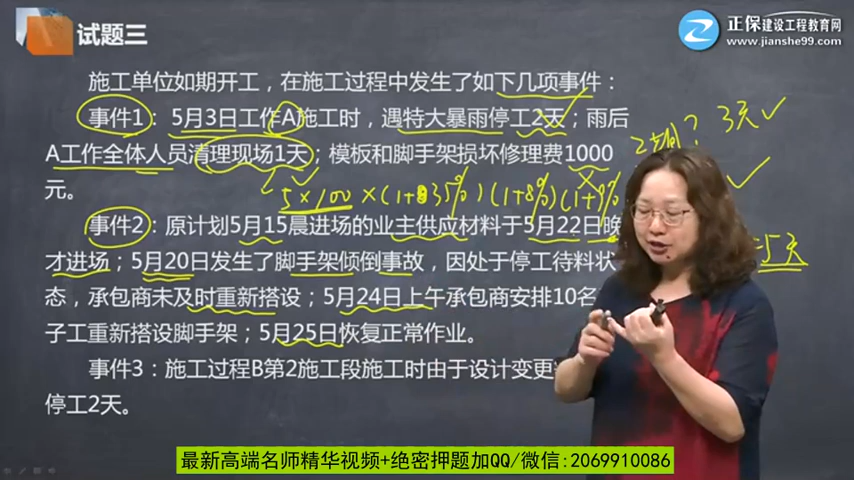 试题三
正保建设工程教育网
www.jianshe99.com
施工单位如期开工，在施工过程中发生了如下几项事件：
事件1：5月3日工作A施工时，遇特大暴雨停工2天；雨后
A工作全体人员清理现场1天；模板和脚手架损坏修理费1000
元。
3天✓
5×100×(1+35%)(1+8%)(1+9%)
事件2：原计划5月15晨进场的业主供应材料于5月22日晚
才进场；5月20日发生了脚手架倾倒事故，因处于停工待料状
=5天
态，承包商未及时重新搭设；5月24日上午承包商安排10名
子工重新搭设脚手架；5月25日恢复正常作业。
事件3：施工过程B第2施工段施工时由于设计变更
停工2天。
最新高端名师精华视频+绝密押题加QQ/微信:2069910086